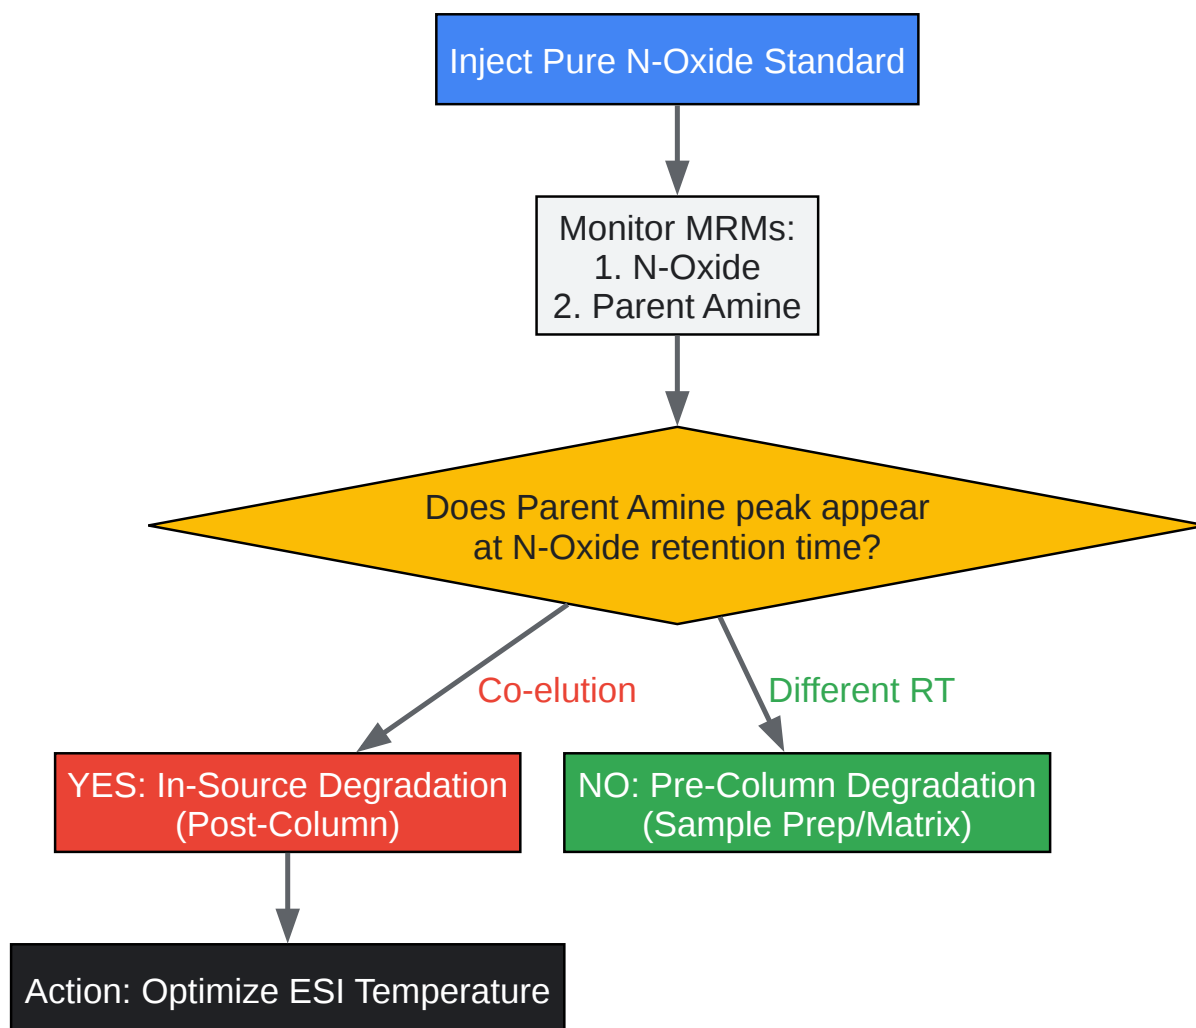 Inject Pure N-Oxide Standard
Monitor MRMs:
1. N-Oxide
2. Parent Amine
Does Parent Amine peak appear
at N-Oxide retention time?
Co-elution
Different RT
YES: In-Source Degradation
(Post-Column)
NO: Pre-Column Degradation
(Sample Prep/Matrix)
Action: Optimize ESI Temperature